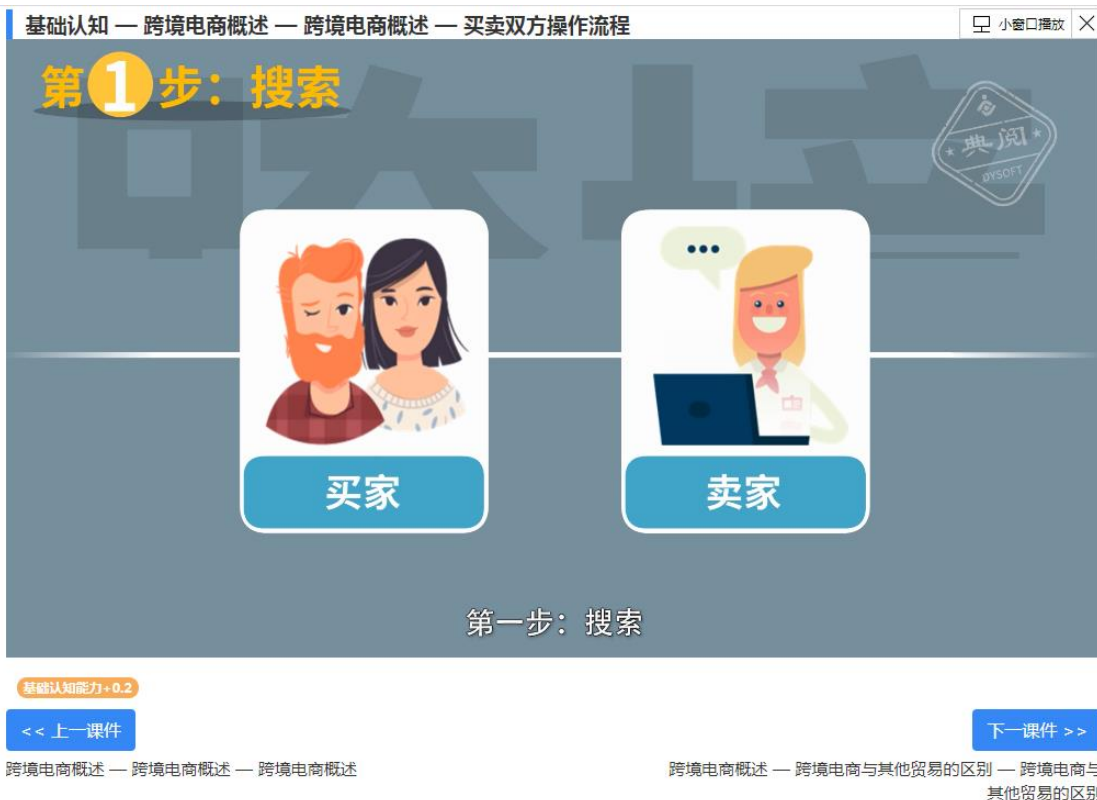 基础认知 — 跨境电商概述 — 跨境电商概述 — 买卖双方操作流程
小窗口播放
第1步：搜索
跨境
典阅
DYSOFT
...
买家
卖家
第一步：搜索
基础认知能力+0.2
<< 上一课件
下一课件 >>
跨境电商概述 — 跨境电商概述 — 跨境电商概述
跨境电商概述 — 跨境电商与其他贸易的区别 — 跨境电商与
其他贸易的区别